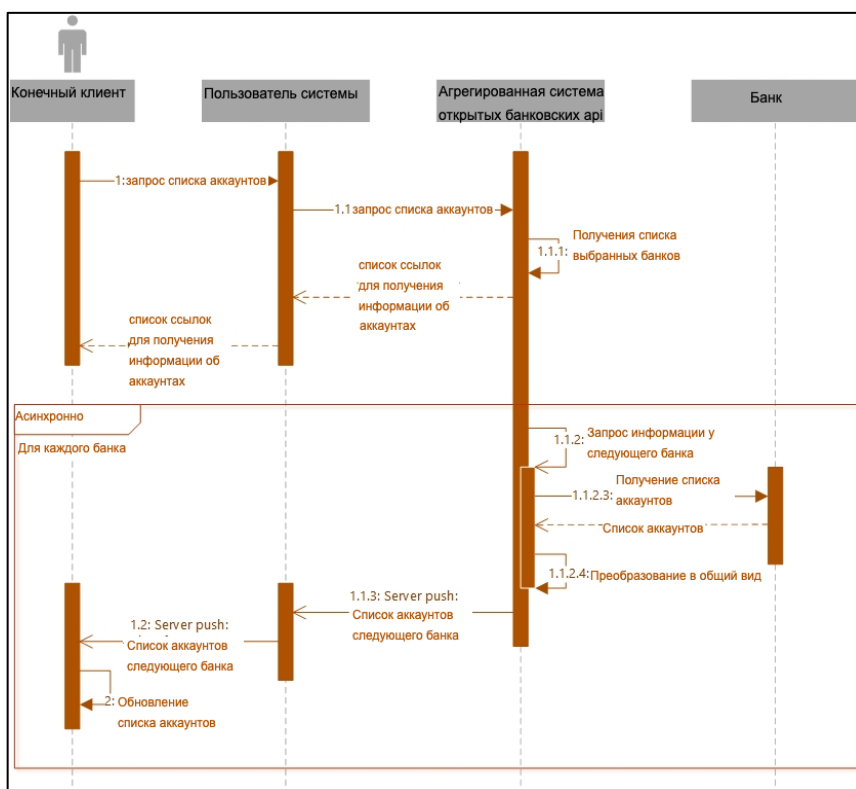 Конечный клиент
Пользователь системы
Агрегированная система
открытых банковских api
Банк
1: запрос списка аккаунтов
1.1 запрос списка аккаунтов
1.1.1:
Получения списка
выбранных банков
список ссылок
для получения
информации об
аккаунтах
список ссылок
для получения
информации об
аккаунтах
Асинхронно
Для каждого банка
1.1.2:
Запрос информации у
следующего банка
1.1.2.3:
Получение списка
аккаунтов
Список аккаунтов
1.1.2.4: Преобразование в общий вид
1.1.3: Server push:
Список аккаунтов
следующего банка
1.2: Server push:
Список аккаунтов
следующего банка
2: Обновление
списка аккаунтов